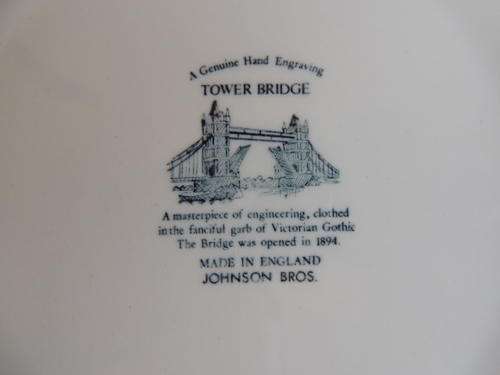 A Genuine Hand Engraving
TOWER BRIDGE
A masterpiece of engineering, clothed
in the fanciful garb of Victorian Gothic
The Bridge was opened in 1894.
MADE IN ENGLAND
JOHNSON BROS.